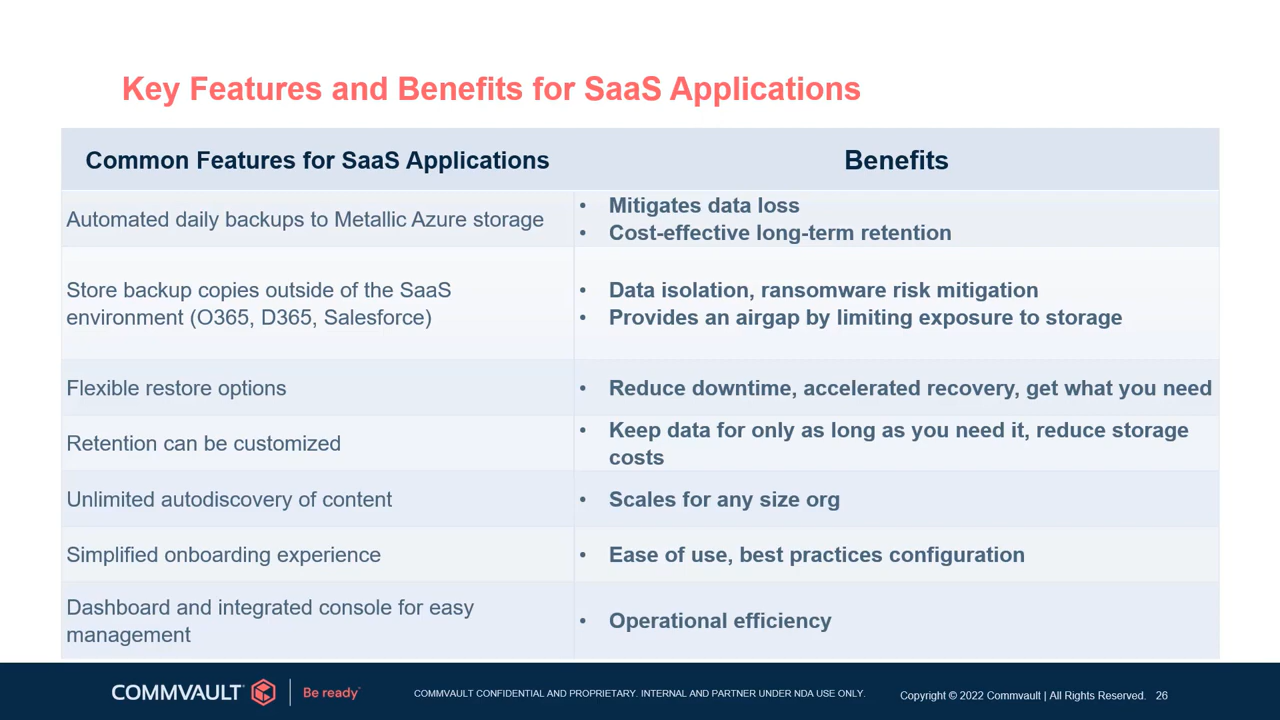 Key Features and Benefits for SaaS Applications
Common Features for SaaS Applications
Benefits
Automated daily backups to Metallic Azure storage
• Mitigates data loss
• Cost-effective long-term retention
Store backup copies outside of the SaaS
environment (O365, D365, Salesforce)
• Data isolation, ransomware risk mitigation
• Provides an airgap by limiting exposure to storage
Flexible restore options
• Reduce downtime, accelerated recovery, get what you need
Retention can be customized
• Keep data for only as long as you need it, reduce storage
costs
Unlimited autodiscovery of content
• Scales for any size org
Simplified onboarding experience
• Ease of use, best practices configuration
Dashboard and integrated console for easy
management
• Operational efficiency
COMMVAULT
Be ready
COMMVAULT CONFIDENTIAL AND PROPRIETARY. INTERNAL AND PARTNER UNDER NDA USE ONLY.
Copyright © 2022 Commvault | All Rights Reserved. 26